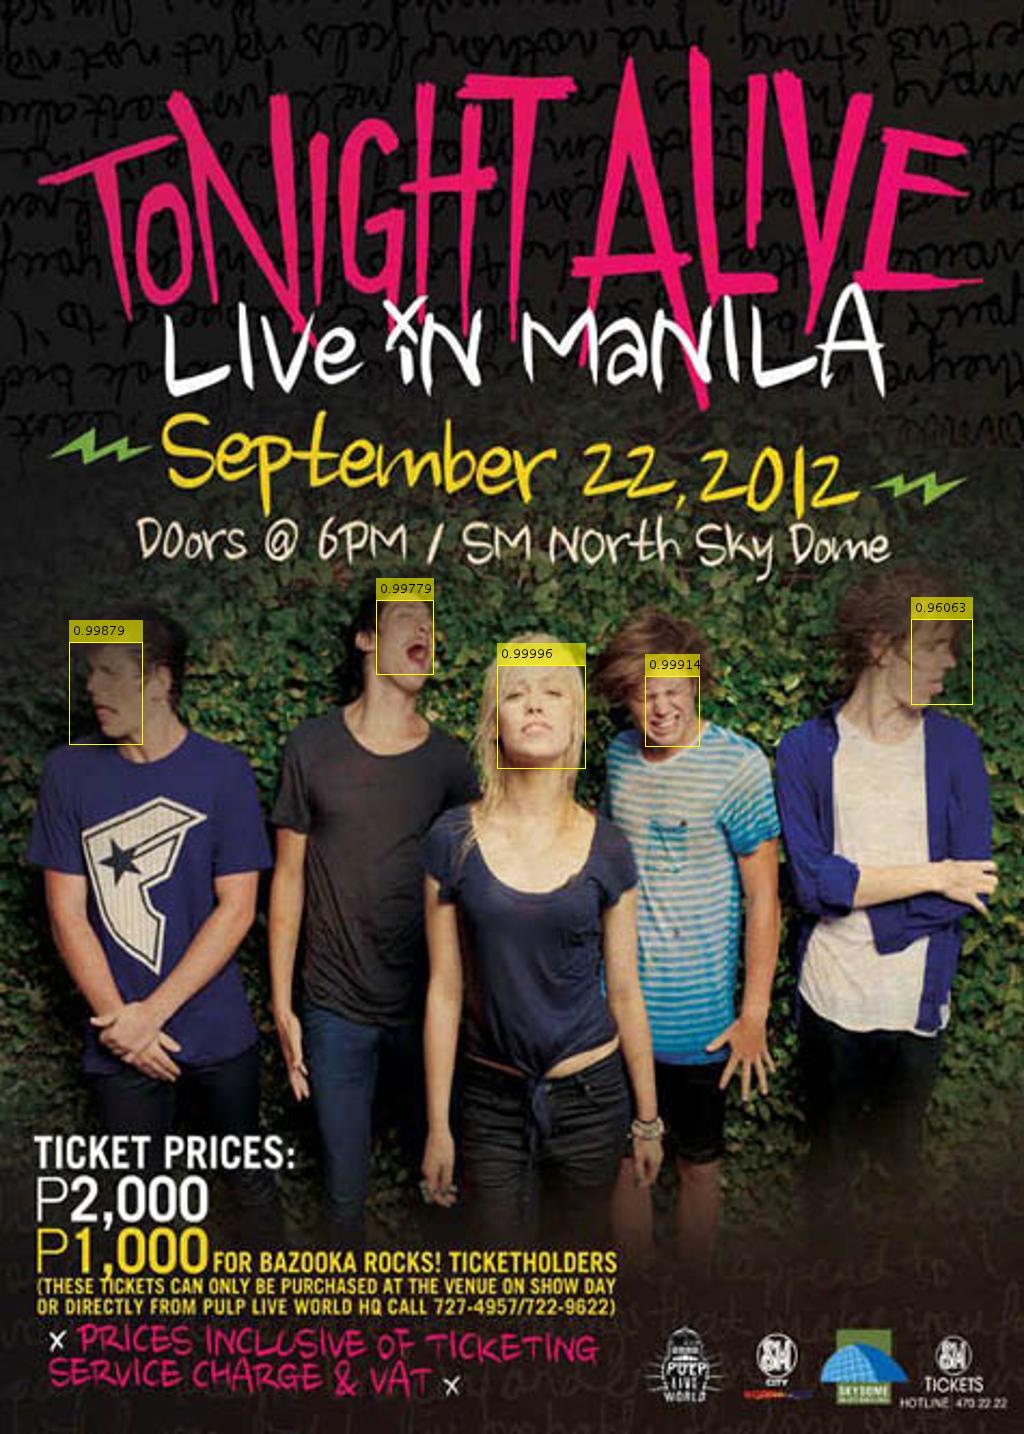 TONIGHT ALIVE
LIVe iN MaNILA
September 22, 2012
DOors @ 6PM / SM North Sky Dome
0.99879
0.99779
0.99996
0.99914
0.96063
TICKET PRICES:
P2,000
P1,000 FOR BAZOOKA ROCKS! TICKETHOLDERS
(THESE TICKETS CAN ONLY BE PURCHASED AT THE VENUE ON SHOW DAY
OR DIRECTLY FROM PULP LIVE WORLD HQ CALL 727-4957/722-9622)
x PRICES INCLUSIVE OF TICKETING
SERVICE CHARGE & VAT x
PULP
LIVE
WORLD
SM
CITY
SKYDOME
SM
TICKETS
HOTLINE 470 22 22